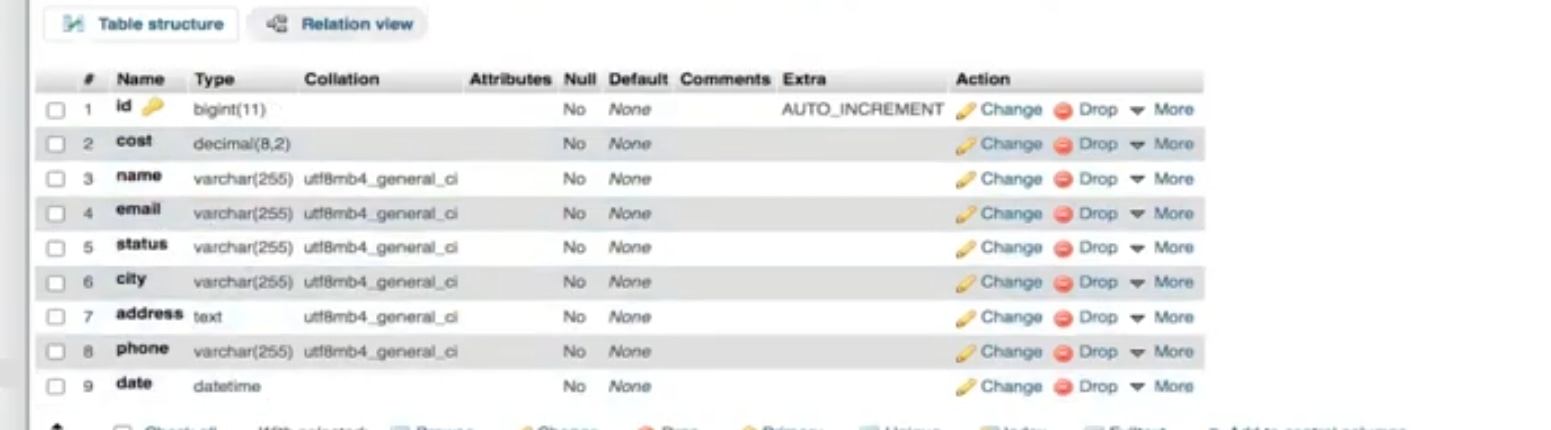 Table structure Relation view
# Name Type Collation Attributes Null Default Comments Extra Action
1 id bigint(11) No None AUTO_INCREMENT Change Drop More
2 cost decimal(8,2) No None Change Drop More
3 name varchar(255) utf8mb4_general_ci No None Change Drop More
4 email varchar(255) utf8mb4_general_ci No None Change Drop More
5 status varchar(255) utf8mb4_general_ci No None Change Drop More
6 city varchar(255) utf8mb4_general_ci No None Change Drop More
7 address text utf8mb4_general_ci No None Change Drop More
8 phone varchar(255) utf8mb4_general_ci No None Change Drop More
9 date datetime No None Change Drop More